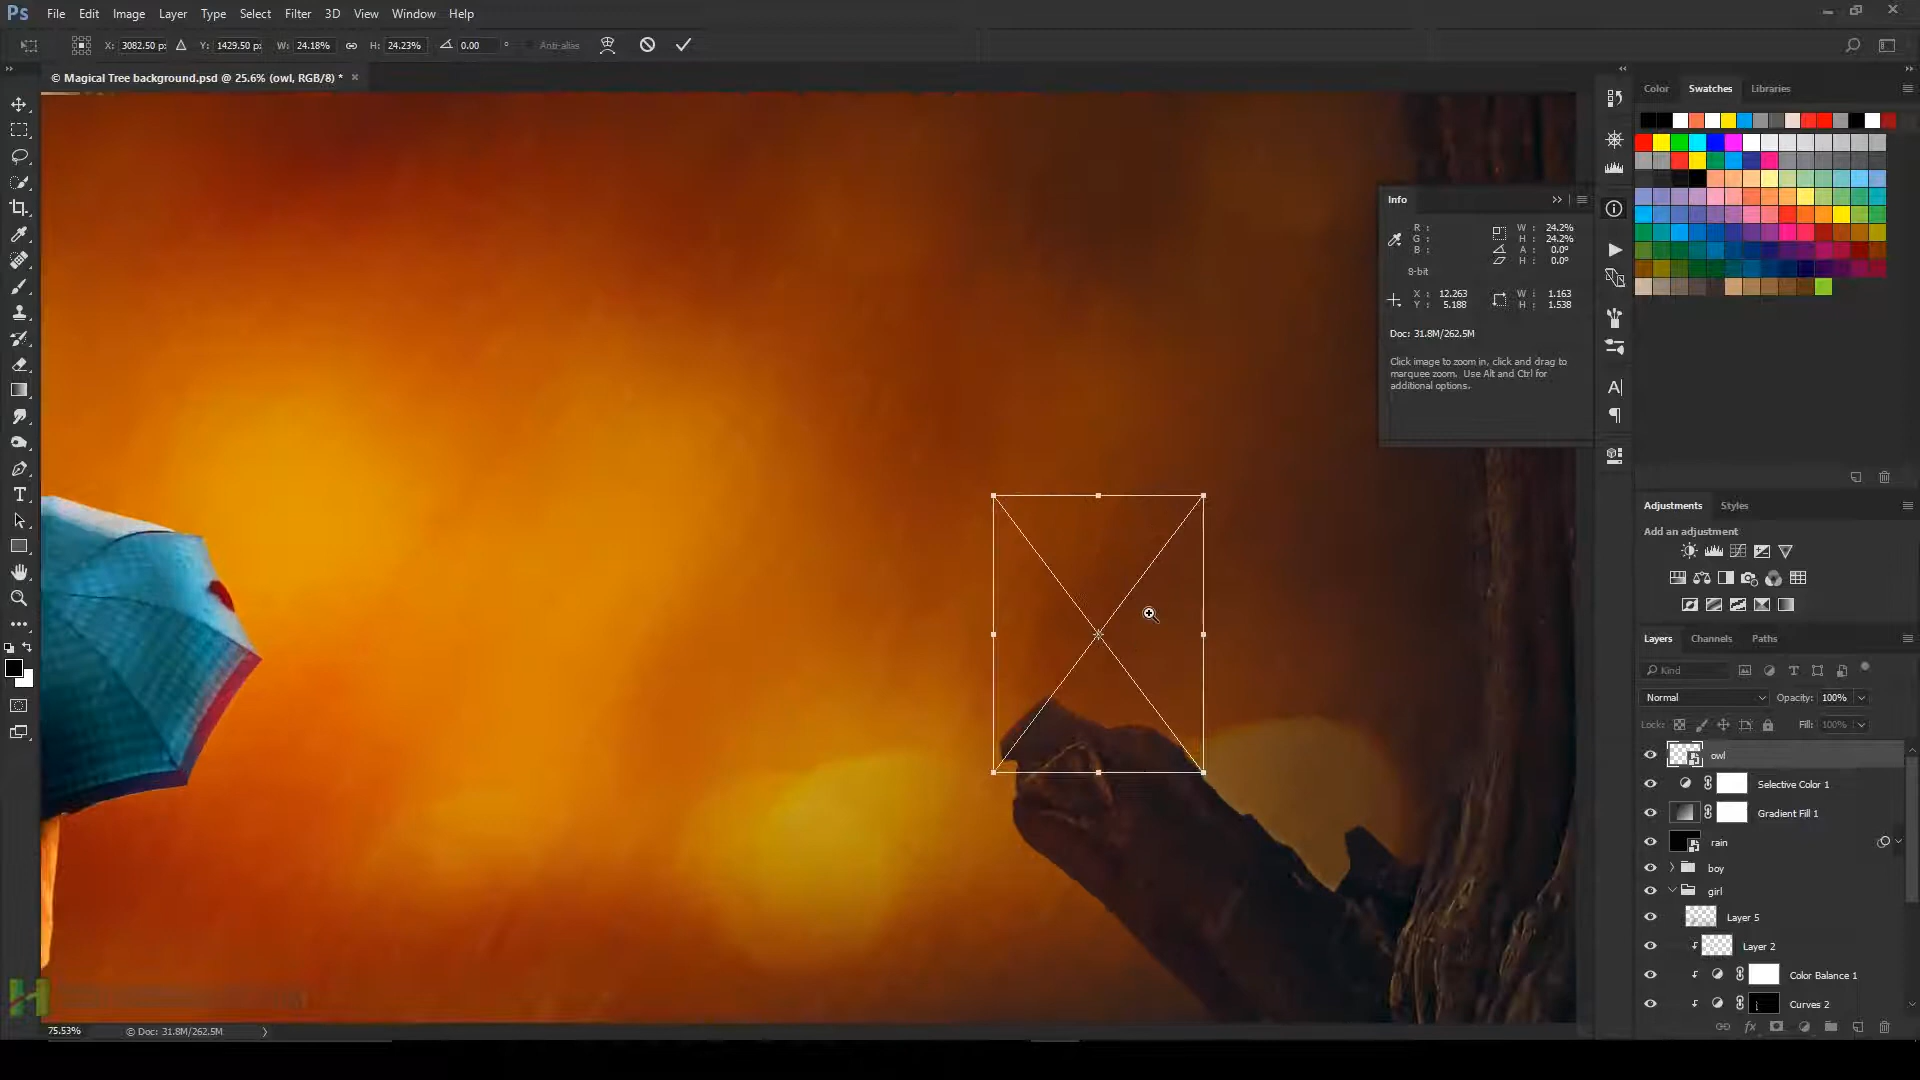 Ps File Edit Image Layer Type Select Filter 3D View Window Help
X: 3082.50 px Y: 1429.50 px W: 24.18% H: 24.23% 0.00 ° Anti-alias
© Magical Tree background.psd @ 25.6% (owl, RGB/8) * ×
Color Swatches Libraries
Info
R : W : 24.2%
G : H : 24.2%
B : A : 0.0°
H : 0.0°
8-bit
X : 12.263 W : 1.163
Y : 5.188 H : 1.538
Doc: 31.8M/262.5M
Click image to zoom in, click and drag to
marquee zoom. Use Alt and Ctrl for
additional options.
Adjustments Styles
Add an adjustment
Layers Channels Paths
Kind
Normal Opacity: 100%
Lock: Fill: 100%
owl
Selective Color 1
Gradient Fill 1
rain
boy
girl
Layer 5
Layer 2
Color Balance 1
Curves 2
75.53% © Doc: 31.8M/262.5M